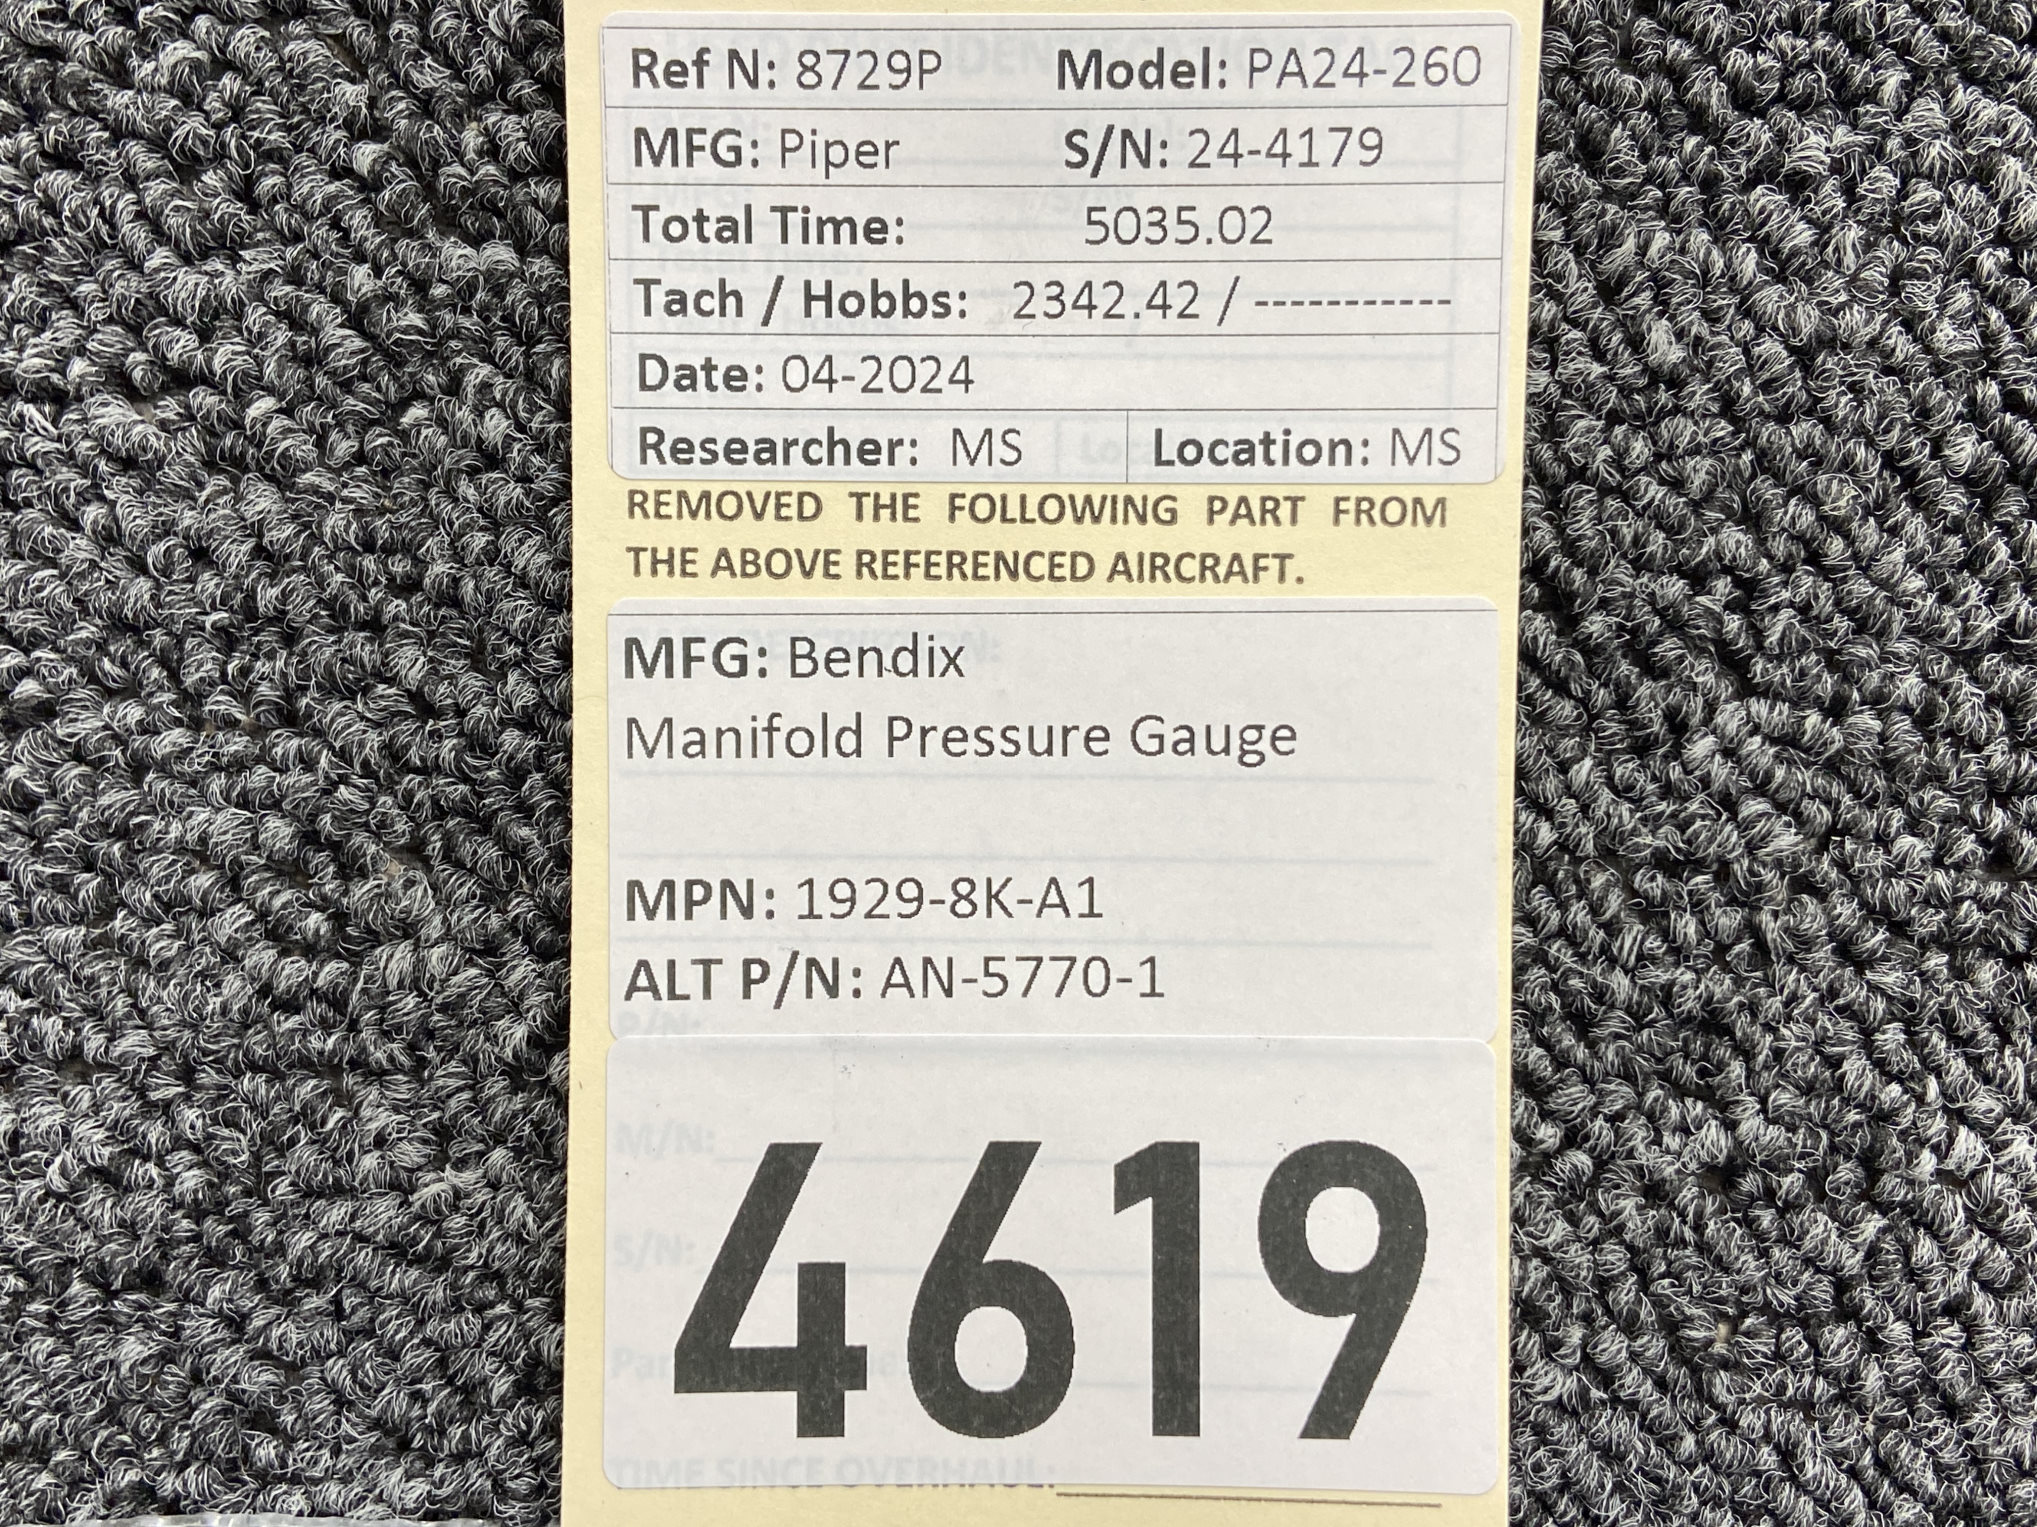 Ref N: 8729P Model: PA24-260
MFG: Piper S/N: 24-4179
Total Time: 5035.02
Tach / Hobbs: 2342.42 / -----------
Date: 04-2024
Researcher: MS Location: MS
REMOVED THE FOLLOWING PART FROM
THE ABOVE REFERENCED AIRCRAFT.
MFG: Bendix
Manifold Pressure Gauge
MPN: 1929-8K-A1
ALT P/N: AN-5770-1
P/N:
M/N:
S/N:
4619
TIME SINCE OVERHAUL: